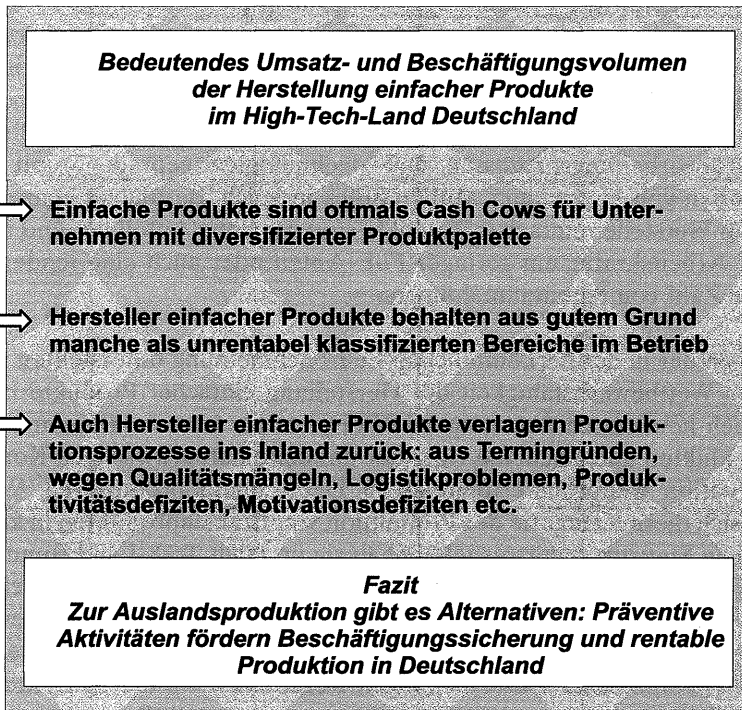 Bedeutendes Umsatz- und Beschäftigungsvolumen
der Herstellung einfacher Produkte
im High-Tech-Land Deutschland
Einfache Produkte sind oftmals Cash Cows für Unter-
nehmen mit diversifizierter Produktpalette
Hersteller einfacher Produkte behalten aus gutem Grund
manche als unrentabel klassifizierten Bereiche im Betrieb
Auch Hersteller einfacher Produkte verlagern Produk-
tionsprozesse ins Inland zurück: aus Termingründen,
wegen Qualitätsmängeln, Logistikproblemen, Produk-
tivitätsdefiziten, Motivationsdefiziten etc.
Fazit
Zur Auslandsproduktion gibt es Alternativen: Präventive
Aktivitäten fördern Beschäftigungssicherung und rentable
Produktion in Deutschland